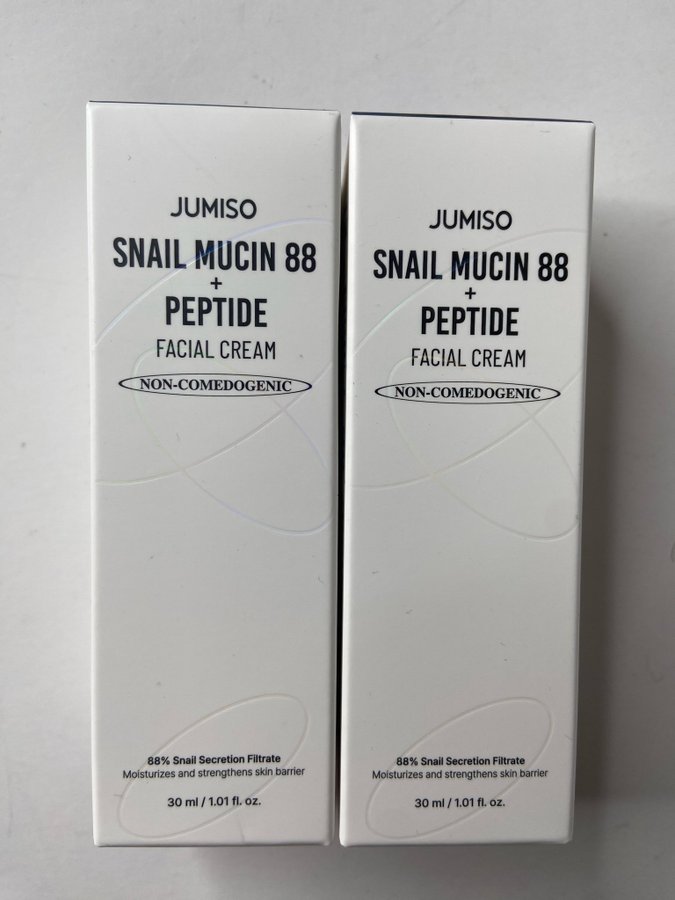 JUMISO
SNAIL MUCIN 88
+
PEPTIDE
FACIAL CREAM
NON-COMEDOGENIC
88% Snail Secretion Filtrate
Moisturizes and strengthens skin barrier
30 ml / 1.01 fl. oz.
JUMISO
SNAIL MUCIN 88
+
PEPTIDE
FACIAL CREAM
NON-COMEDOGENIC
88% Snail Secretion Filtrate
Moisturizes and strengthens skin barrier
30 ml / 1.01 fl. oz.